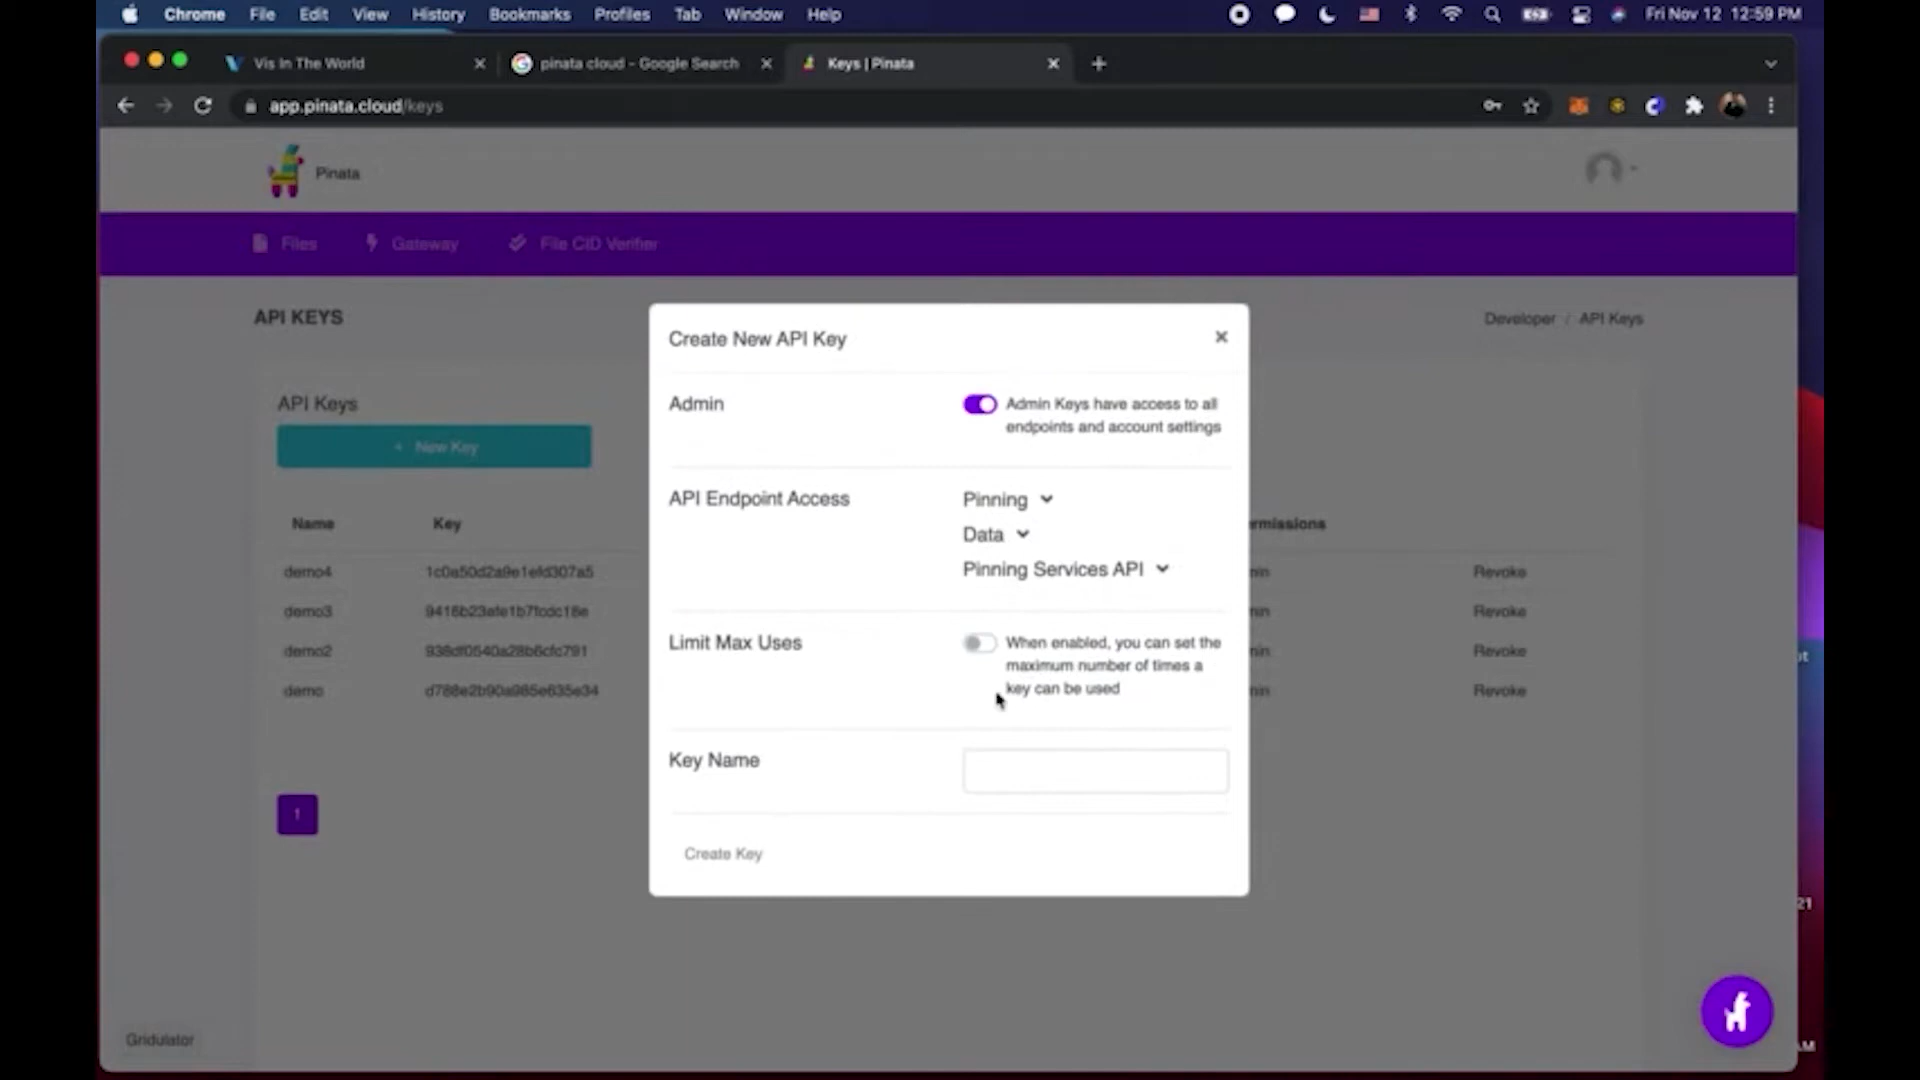 Chrome File Edit View History Bookmarks Profiles Tab Window Help Fri Nov 12 12:59 PM
Vis In The World pinata cloud - Google Search Keys | Pinata
app.pinata.cloud/keys
Pinata
Files Gateway File CID Verifier
API KEYS Developer / API Keys
API Keys
+ New Key
Name Key
demo4 Revoke
demo3 Revoke
demo2 938df0540a28b6cfc791 Revoke
demo d788e2b90a985e635e34 Revoke
1
Create New API Key
Admin Admin Keys have access to all
endpoints and account settings
API Endpoint Access Pinning
Data
Pinning Services API
Limit Max Uses When enabled, you can set the
maximum number of times a
key can be used
Key Name
Create Key
Gridulator